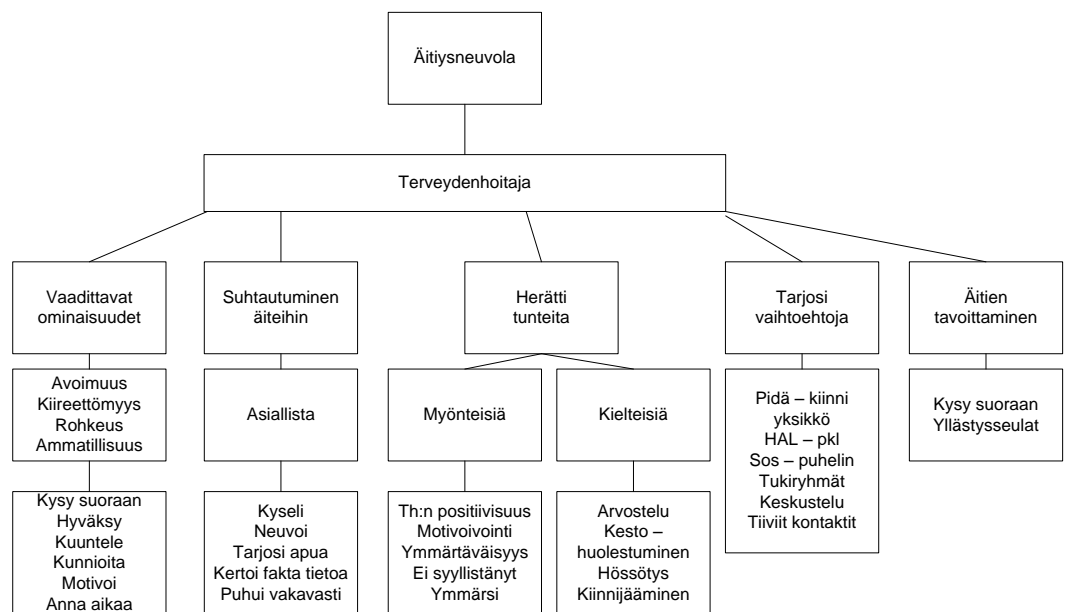 Äitiysneuvola
Terveydenhoitaja
Vaadittavat
ominaisuudet
Suhtautuminen
äiteihin
Herätti
tunteita
Tarjosi
vaihtoehtoja
Äitien
tavoittaminen
Avoimuus
Kiireettömyys
Rohkeus
Ammatillisuus
Asiallista
Myönteisiä
Kielteisiä
Pidä – kiinni
yksikkö
HAL – pkl
Sos – puhelin
Tukiryhmät
Keskustelu
Tiiviit kontaktit
Kysy suoraan
Yllästysseulat
Kysy suoraan
Hyväksy
Kuuntele
Kunnioita
Motivoi
Anna aikaa
Kyseli
Neuvoi
Tarjosi apua
Kertoi fakta tietoa
Puhui vakavasti
Th:n positiivisuus
Motivoivointi
Ymmärtäväisyys
Ei syyllistänyt
Ymmärsi
Arvostelu
Kesto –
huolestuminen
Hössötys
Kiinnijääminen